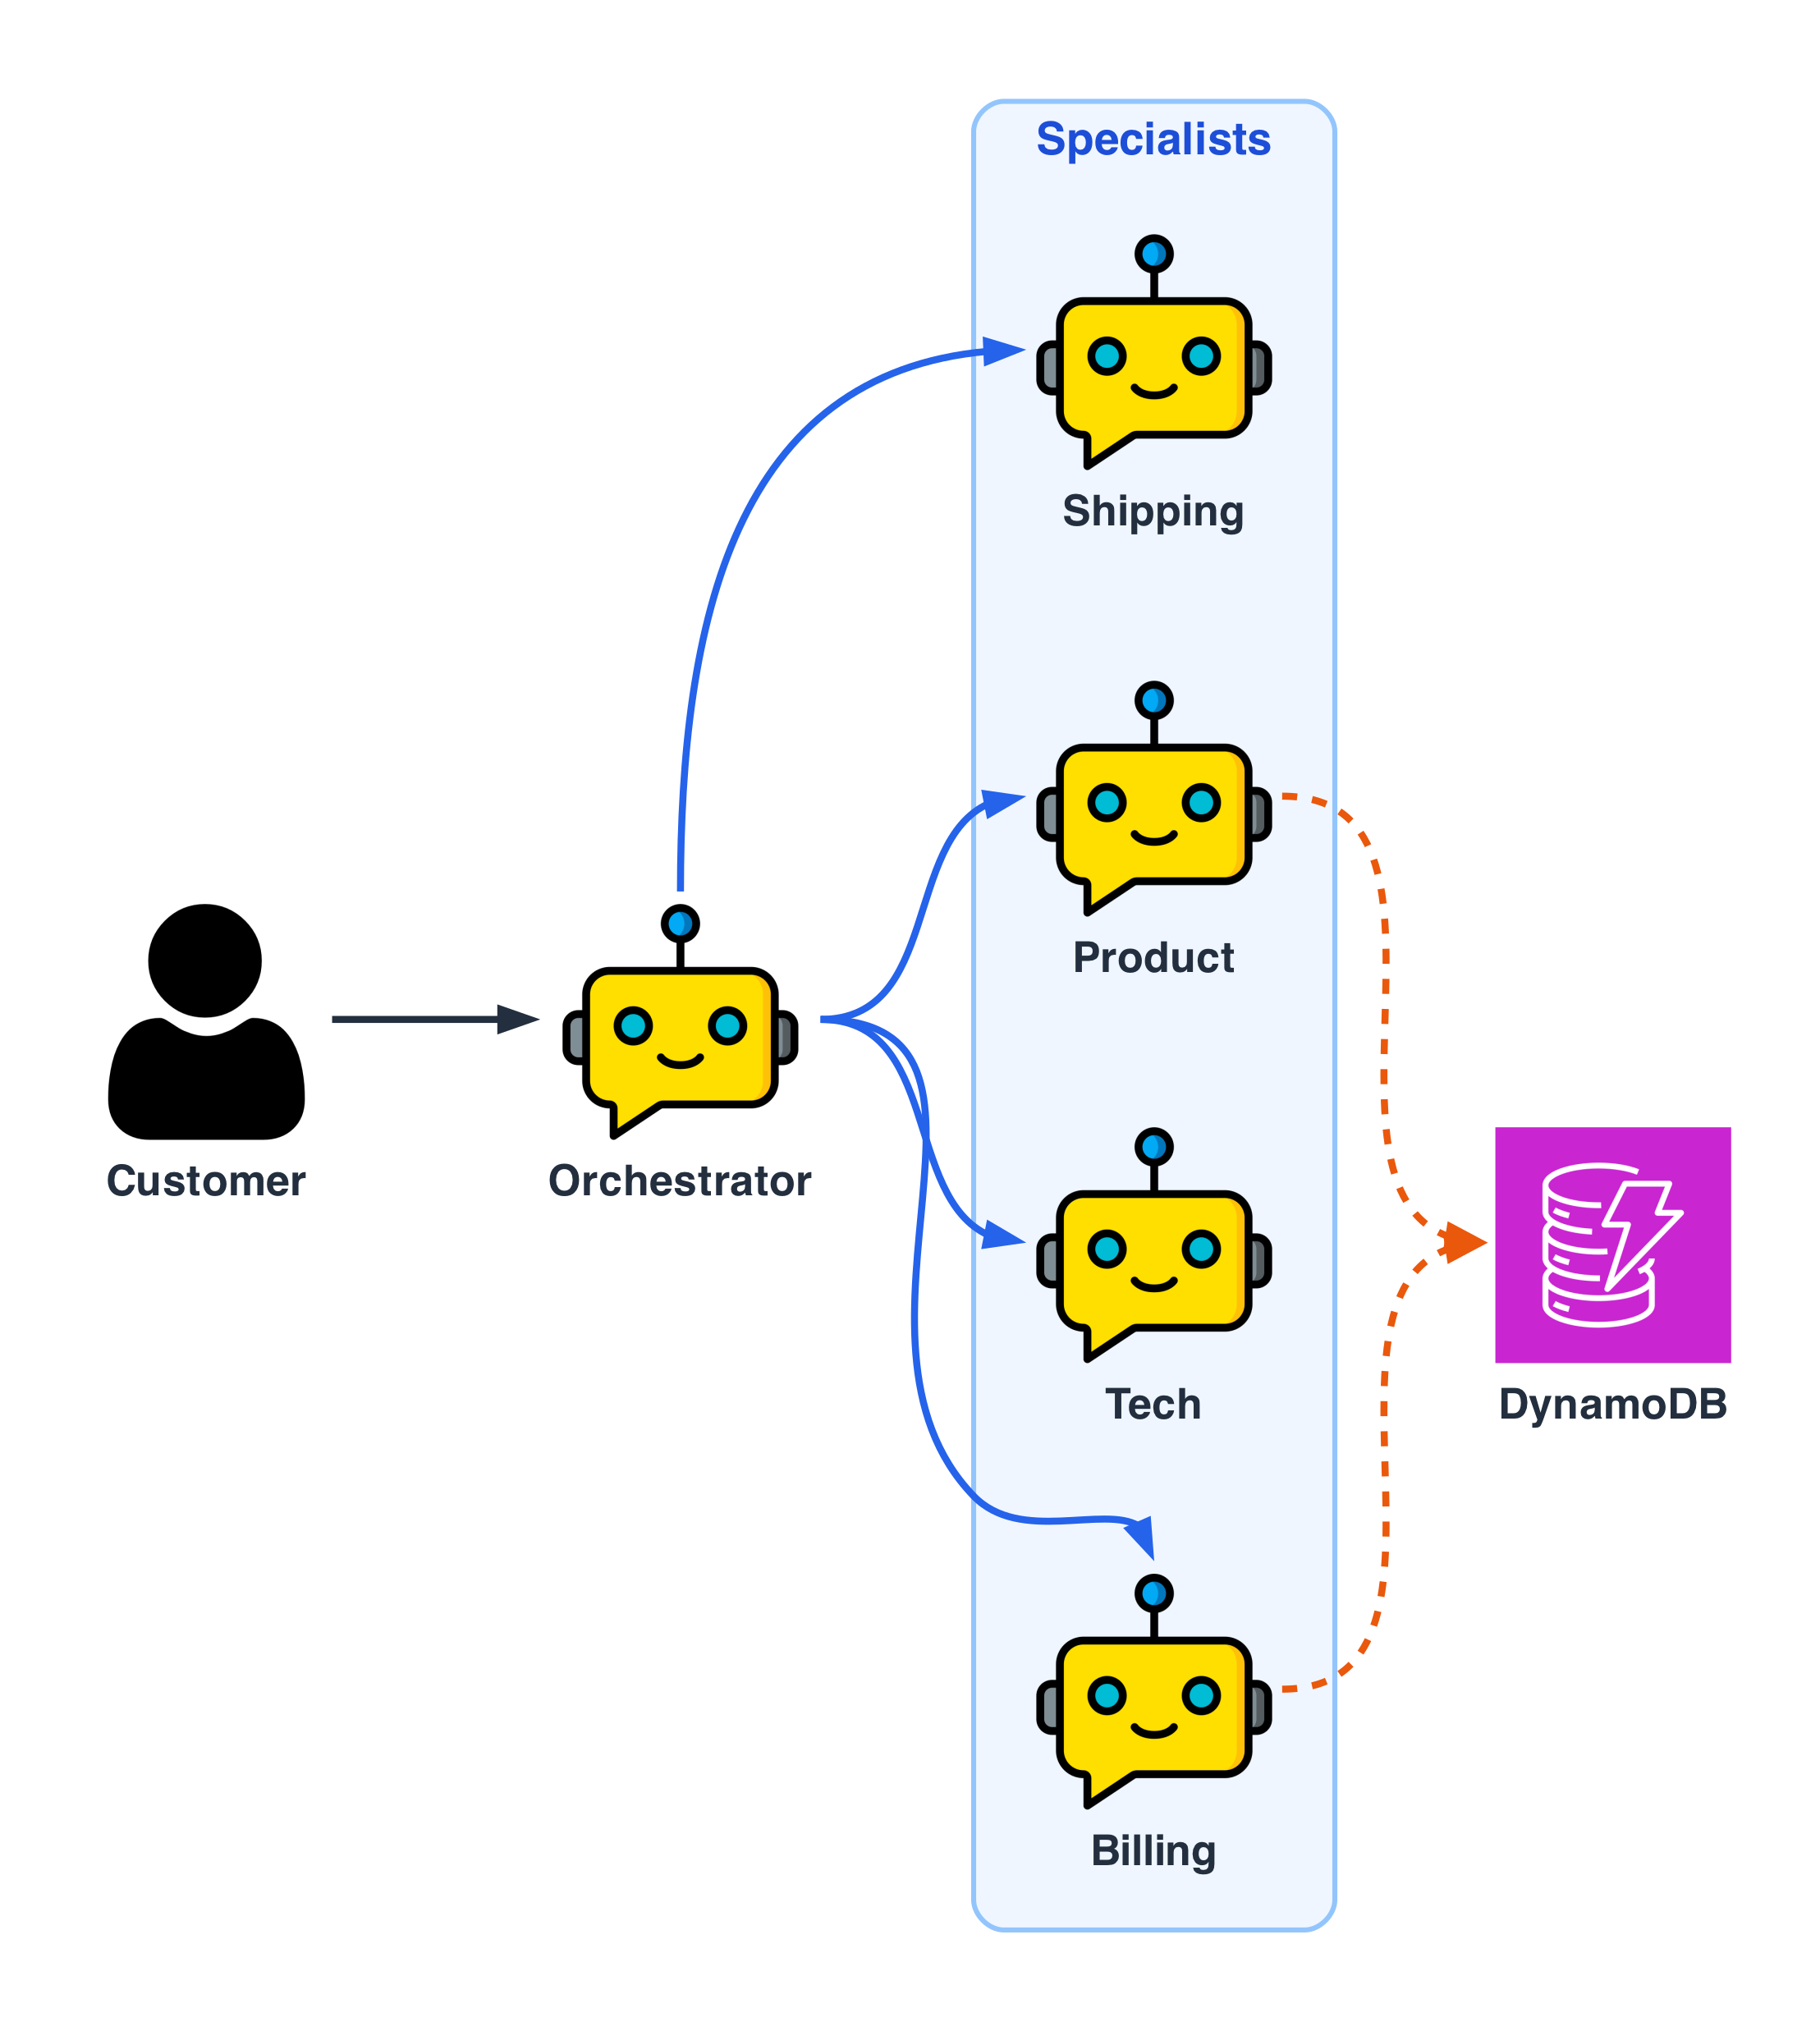 Specialists
Shipping
Product
Customer
Orchestrator
Tech
DynamoDB
Billing